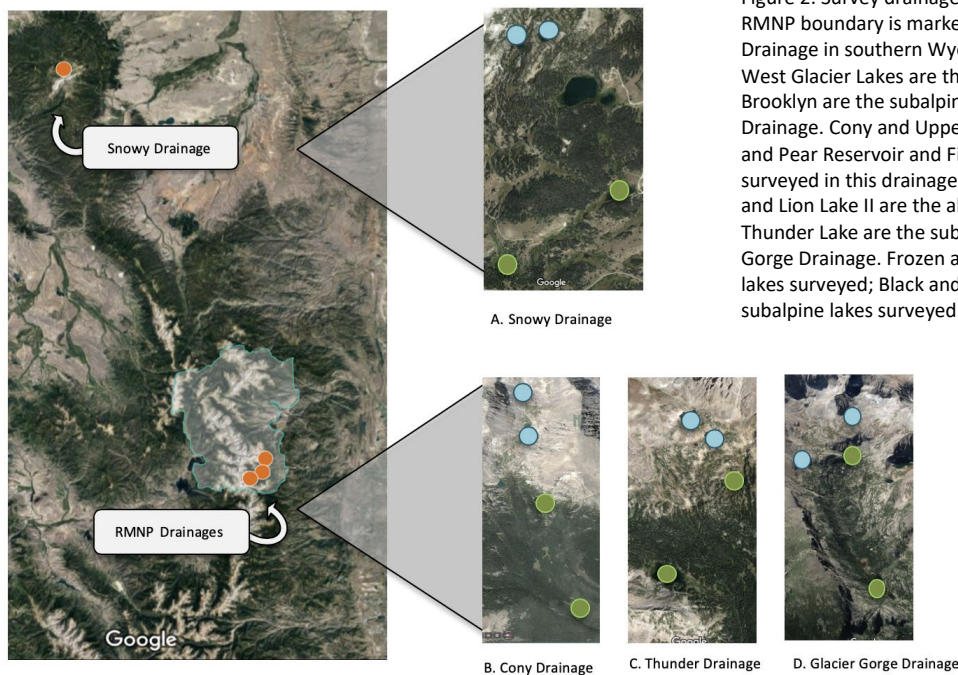 Snowy Drainage
RMNP Drainages
Google
Google
A. Snowy Drainage
B. Cony Drainage
Google
C. Thunder Drainage
D. Glacier Gorge Drainage
Figure 2. Survey drainage
RMNP boundary is marke
Drainage in southern Wyo
West Glacier Lakes are th
Brooklyn are the subalpin
Drainage. Cony and Uppe
and Pear Reservoir and Fi
surveyed in this drainage
and Lion Lake II are the al
Thunder Lake are the sub
Gorge Drainage. Frozen a
lakes surveyed; Black and
subalpine lakes surveyed